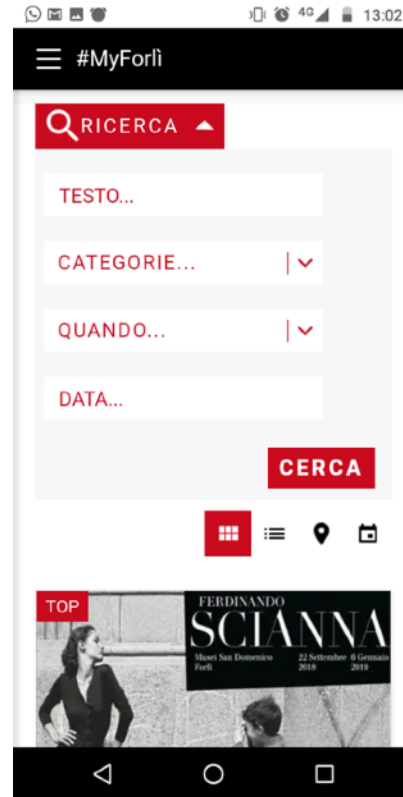 4G 13:02
#MyForlì
RICERCA
TESTO...
CATEGORIE...
QUANDO...
DATA...
CERCA
TOP
FERDINANDO
SCIANNA
Musei San Domenico 22 Settembre 6 Gennaio
Forlì 2018 2019